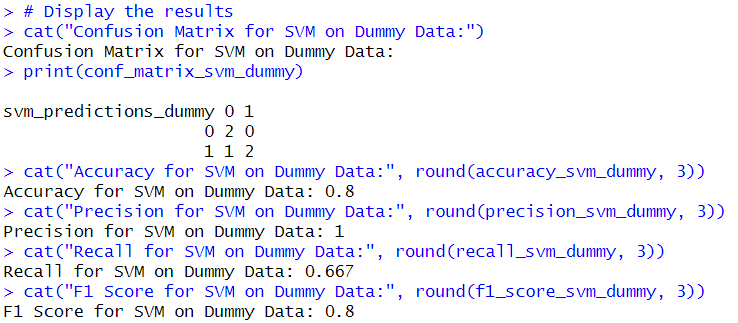 > # Display the results
> cat("Confusion Matrix for SVM on Dummy Data:")
Confusion Matrix for SVM on Dummy Data:
> print(conf_matrix_svm_dummy)

svm_predictions_dummy 0 1
                    0 2 0
                    1 1 2
> cat("Accuracy for SVM on Dummy Data:", round(accuracy_svm_dummy, 3))
Accuracy for SVM on Dummy Data: 0.8
> cat("Precision for SVM on Dummy Data:", round(precision_svm_dummy, 3))
Precision for SVM on Dummy Data: 1
> cat("Recall for SVM on Dummy Data:", round(recall_svm_dummy, 3))
Recall for SVM on Dummy Data: 0.667
> cat("F1 Score for SVM on Dummy Data:", round(f1_score_svm_dummy, 3))
F1 Score for SVM on Dummy Data: 0.8